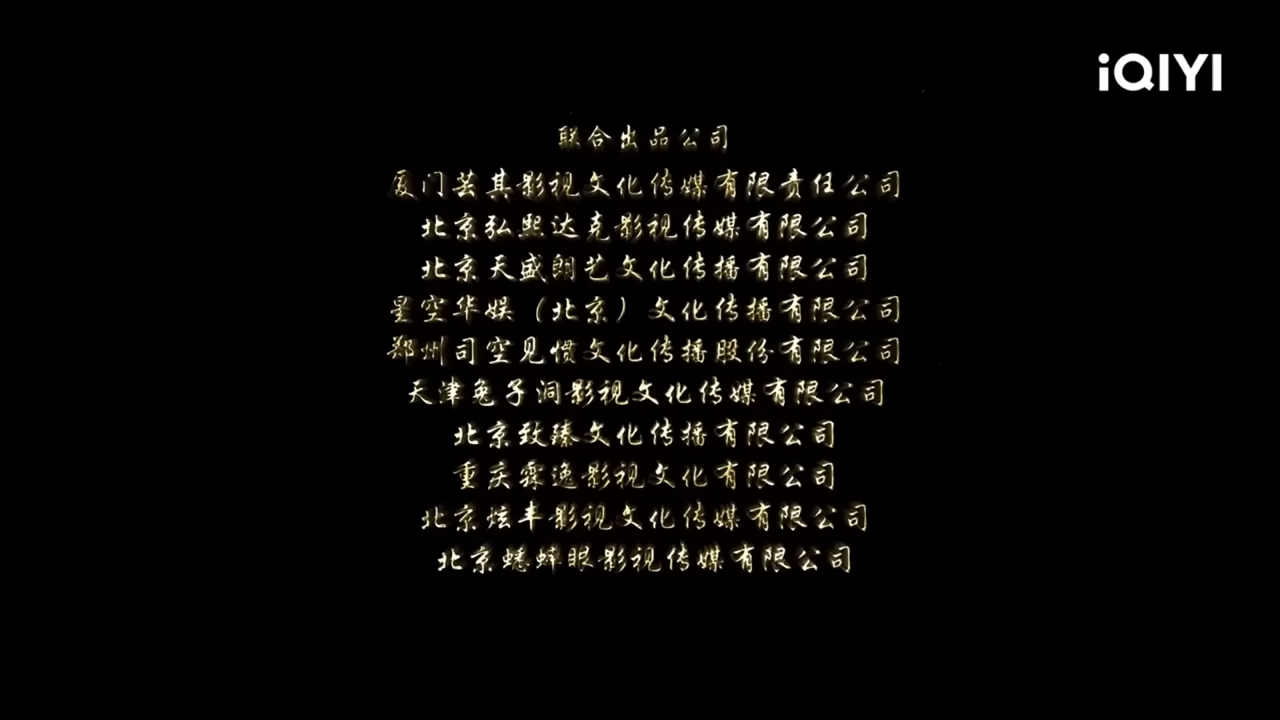 iQIYI
联合出品公司
厦门芸其影视文化传媒有限责任公司
北京弘熙达克影视传媒有限公司
北京天盛朗艺文化传播有限公司
星空华娱（北京）文化传播有限公司
郑州司空见惯文化传播股份有限公司
天津兔子洞影视文化传媒有限公司
北京致臻文化传播有限公司
重庆霖逸影视文化有限公司
北京炫丰影视文化传媒有限公司
北京蟋蟀眼影视传媒有限公司